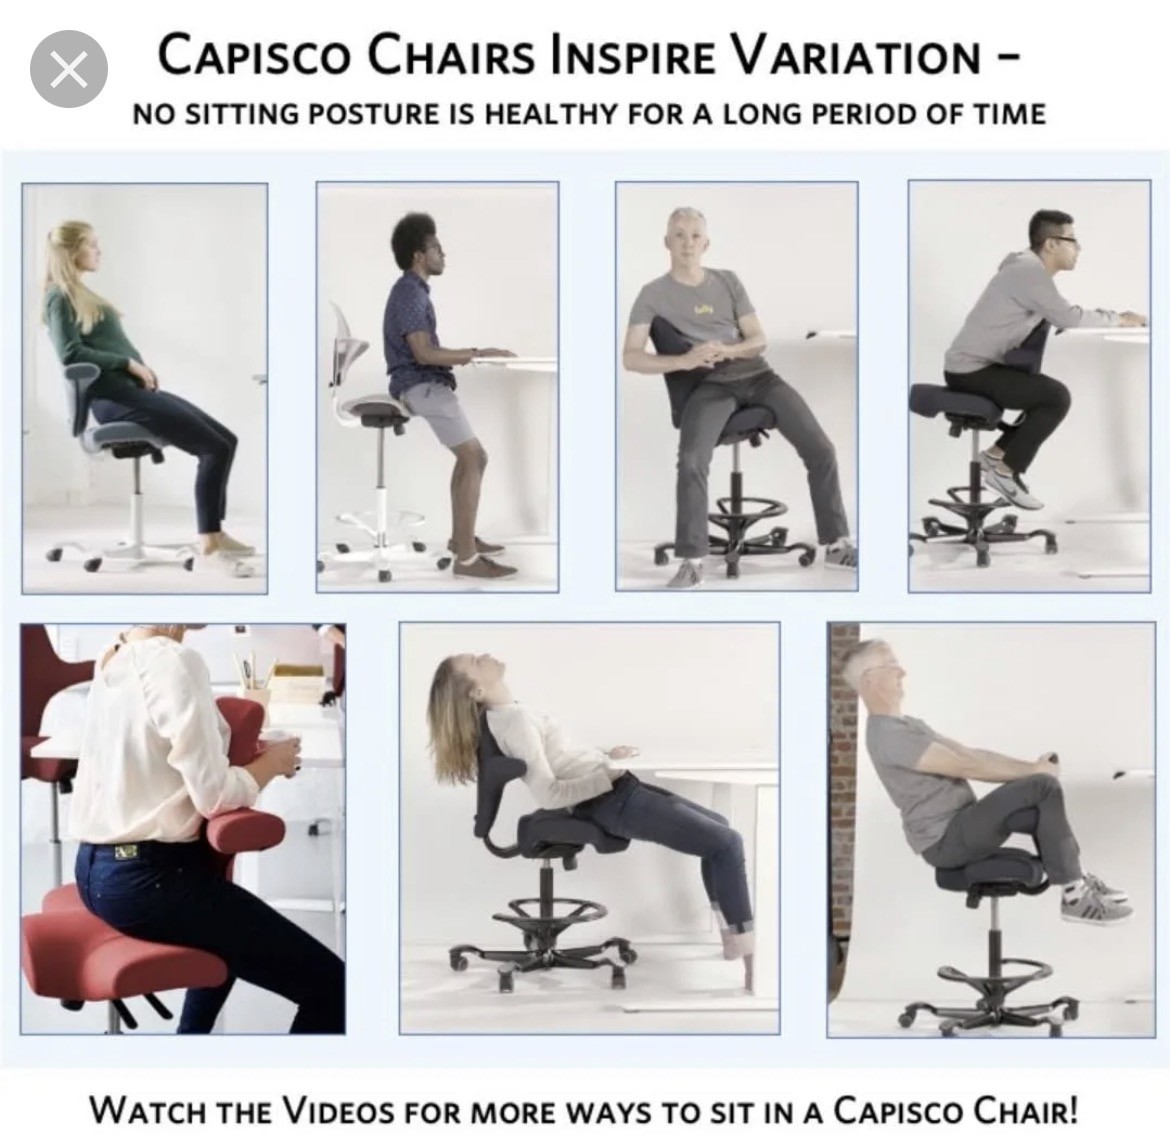 CAPISCO CHAIRS INSPIRE VARIATION –
NO SITTING POSTURE IS HEALTHY FOR A LONG PERIOD OF TIME
WATCH THE VIDEOS FOR MORE WAYS TO SIT IN A CAPISCO CHAIR!